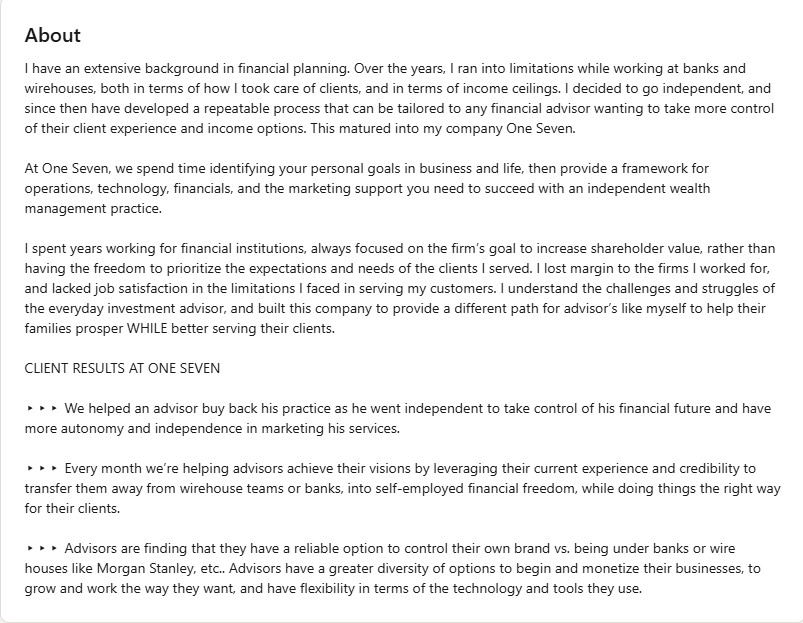 About
I have an extensive background in financial planning. Over the years, I ran into limitations while working at banks and
wirehouses, both in terms of how I took care of clients, and in terms of income ceilings. I decided to go independent, and
since then have developed a repeatable process that can be tailored to any financial advisor wanting to take more control
of their client experience and income options. This matured into my company One Seven.
At One Seven, we spend time identifying your personal goals in business and life, then provide a framework for
operations, technology, financials, and the marketing support you need to succeed with an independent wealth
management practice.
I spent years working for financial institutions, always focused on the firm's goal to increase shareholder value, rather than
having the freedom to prioritize the expectations and needs of the clients I served. I lost margin to the firms I worked for,
and lacked job satisfaction in the limitations I faced in serving my customers. I understand the challenges and struggles of
the everyday investment advisor, and built this company to provide a different path for advisor's like myself to help their
families prosper WHILE better serving their clients.
CLIENT RESULTS AT ONE SEVEN
‣ ‣ ‣ We helped an advisor buy back his practice as he went independent to take control of his financial future and have
more autonomy and independence in marketing his services.
‣ ‣ ‣ Every month we're helping advisors achieve their visions by leveraging their current experience and credibility to
transfer them away from wirehouse teams or banks, into self-employed financial freedom, while doing things the right way
for their clients.
‣ ‣ ‣ Advisors are finding that they have a reliable option to control their own brand vs. being under banks or wire
houses like Morgan Stanley, etc.. Advisors have a greater diversity of options to begin and monetize their businesses, to
grow and work the way they want, and have flexibility in terms of the technology and tools they use.